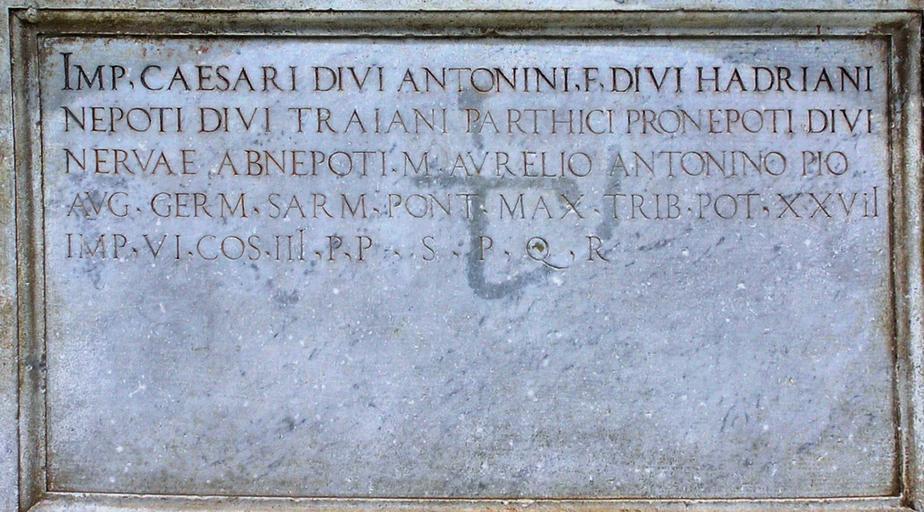 IMP. CAESARI DIVI ANTONINI. F. DIVI HADRIANI
NEPOTI DIVI TRAIANI PARTHICI PRONEPOTI DIVI
NERVAE ABNEPOTI. M. AVRELIO ANTONINO PIO
AVG. GERM. SARM. PONT. MAX. TRIB. POT. XXVII
IMP. VI. COS. III. P. P. S. P. Q. R